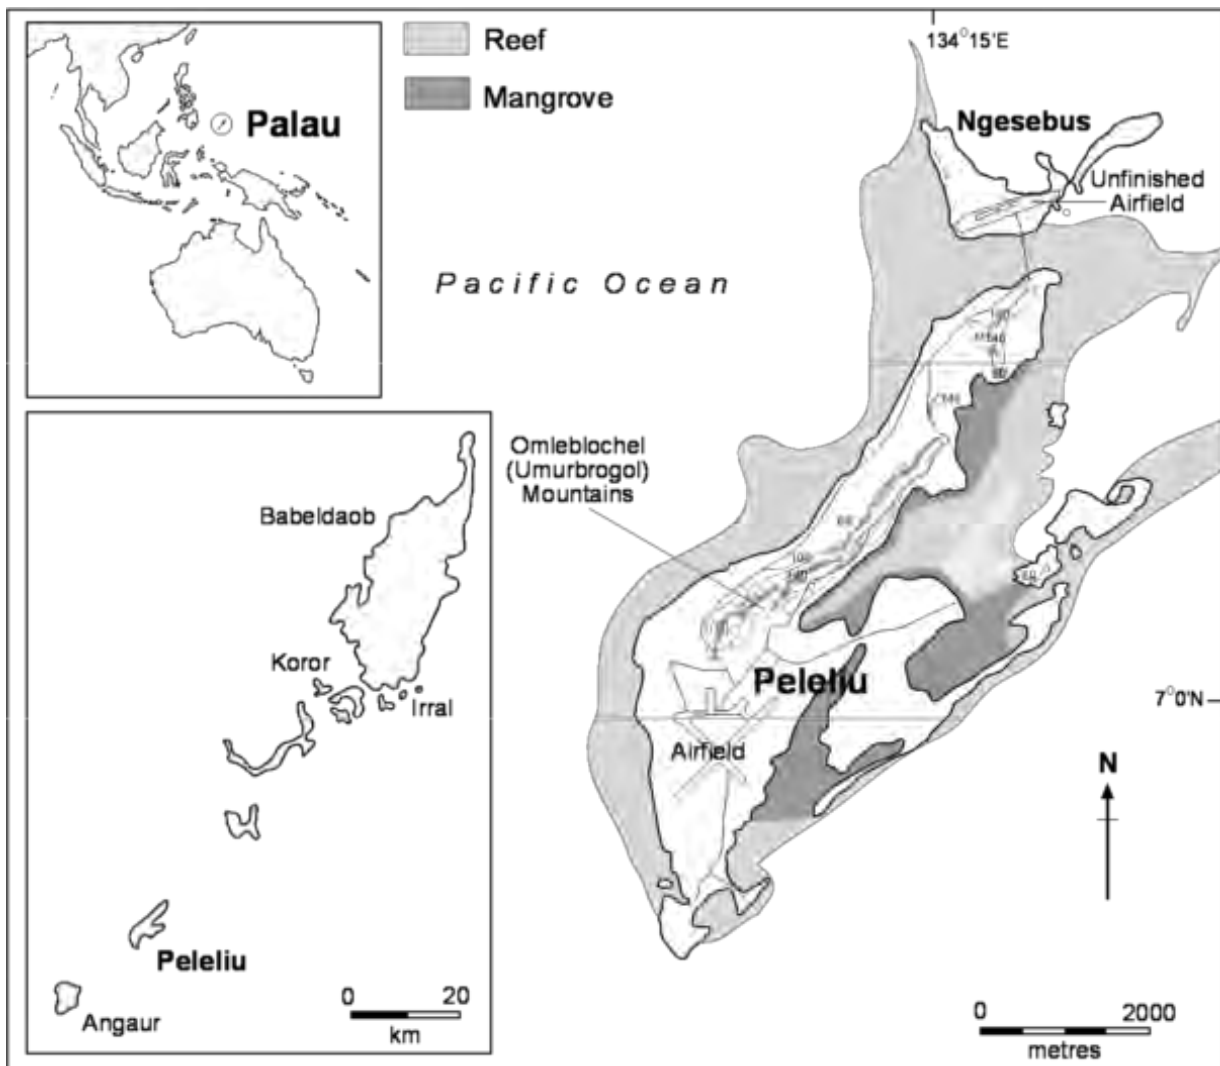 Palau
Reef
Mangrove
134°15'E
Ngesebus
Unfinished
Airfield
Pacific Ocean
Omleblochel
(Umurbrogol)
Mountains
Peleliu
Airfield
7°0'N
N
0 2000
metres
Babeldaob
Koror
Irral
Peleliu
Angaur
0 20
km